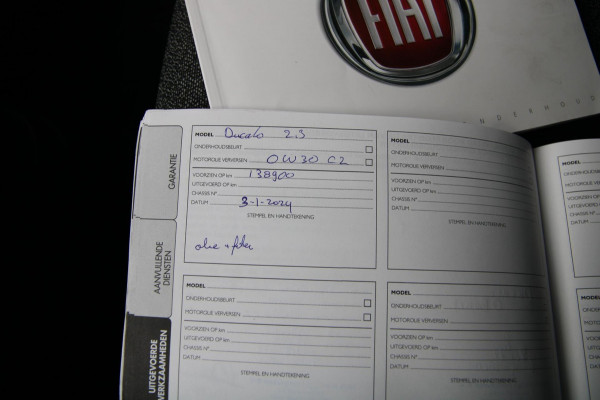 FIAT
ONDERHOUD
GARANTIE
AANVULLENDE
DIENSTEN
UITGEVOERDE
WERKZAAMHEDEN
MODEL Ducato 2.3
ONDERHOUDSBEURT
MOTOROLIE VERVERSEN 0W30 C2
VOORZIEN OP km 138900
UITGEVOERD OP km
CHASSIS N°
DATUM 3-1-2024
STEMPEL EN HANDTEKENING
olie + filter
MODEL
ONDERHOUDSBEURT
MOTOROLIE VERVERSEN
VOORZIEN OP km
UITGEVOERD OP km
CHASSIS N°
DATUM
STEMPEL EN HANDTEKENING
MODEL
ONDERHOUDSBEURT
MOTOROLIE VERVERSEN
VOORZIEN OP km
UITGEVOERD OP km
CHASSIS N°
DATUM
STEMPEL EN HANDTEKENING
MODEL
ONDERHOUDSBEURT
MOTOROLIE VERVERSEN
VOORZIEN OP km
UITGEVOERD OP km
CHASSIS N°
DATUM
STEMPEL EN HANDTEKENING